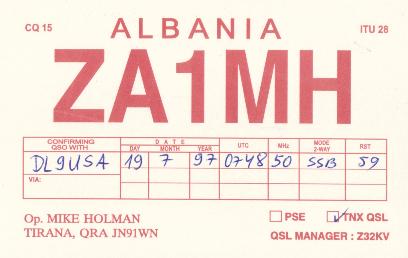 CQ 15 ALBANIA ITU 28
ZA1MH
CONFIRMING QSO WITH DATE DAY MONTH YEAR UTC MHz MODE 2-WAY RST
DL9USA 19 7 97 0748 50 SSB 59
VIA:
Op. MIKE HOLMAN PSE TNX QSL
TIRANA, QRA JN91WN QSL MANAGER : Z32KV